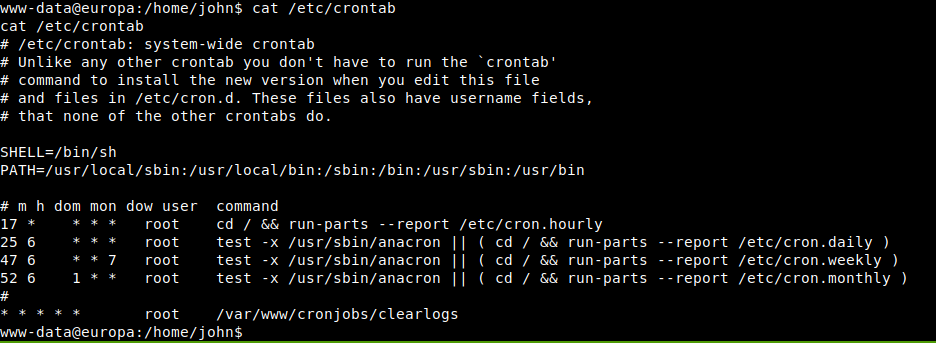 www-data@europa:/home/john$ cat /etc/crontab
cat /etc/crontab
# /etc/crontab: system-wide crontab
# Unlike any other crontab you don't have to run the `crontab'
# command to install the new version when you edit this file
# and files in /etc/cron.d. These files also have username fields,
# that none of the other crontabs do.

SHELL=/bin/sh
PATH=/usr/local/sbin:/usr/local/bin:/sbin:/bin:/usr/sbin:/usr/bin

# m h dom mon dow user  command
17 *    * * *   root    cd / && run-parts --report /etc/cron.hourly
25 6    * * *   root    test -x /usr/sbin/anacron || ( cd / && run-parts --report /etc/cron.daily )
47 6    * * 7   root    test -x /usr/sbin/anacron || ( cd / && run-parts --report /etc/cron.weekly )
52 6    1 * *   root    test -x /usr/sbin/anacron || ( cd / && run-parts --report /etc/cron.monthly )
#
* * * * *       root    /var/www/cronjobs/clearlogs
www-data@europa:/home/john$